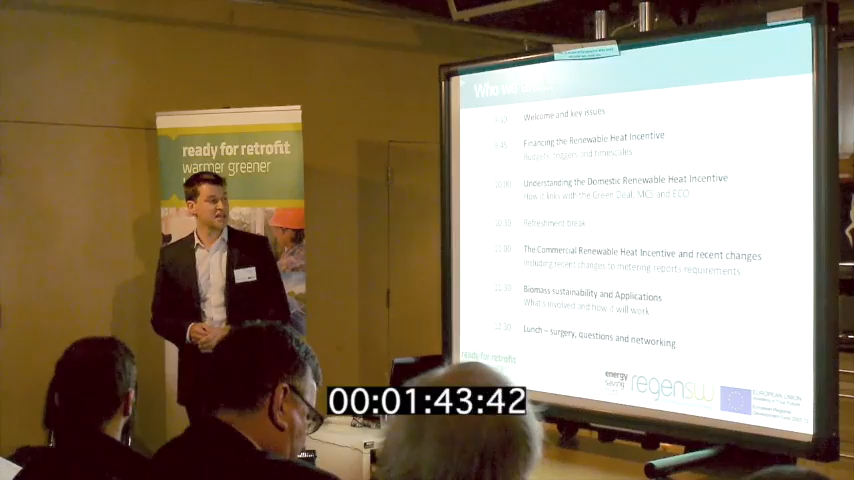 Who we
Welcome and key issues
9.45
Financing the Renewable Heat Incentive
Budgets, triggers and timescales
10.00
Understanding the Domestic Renewable Heat Incentive
How it links with the Green Deal, MCS and ECO
10.30
Refreshment break
11.00
The Commercial Renewable Heat Incentive and recent changes
Including recent changes to metering reports requirements
11.30
Biomass sustainability and Applications
What's involved and how it will work
12.30
Lunch – surgery, questions and networking
ready for retrofit
energy
saving
regensw
EUROPEAN UNION
ready for retrofit
warmer greener
00:01:43:42